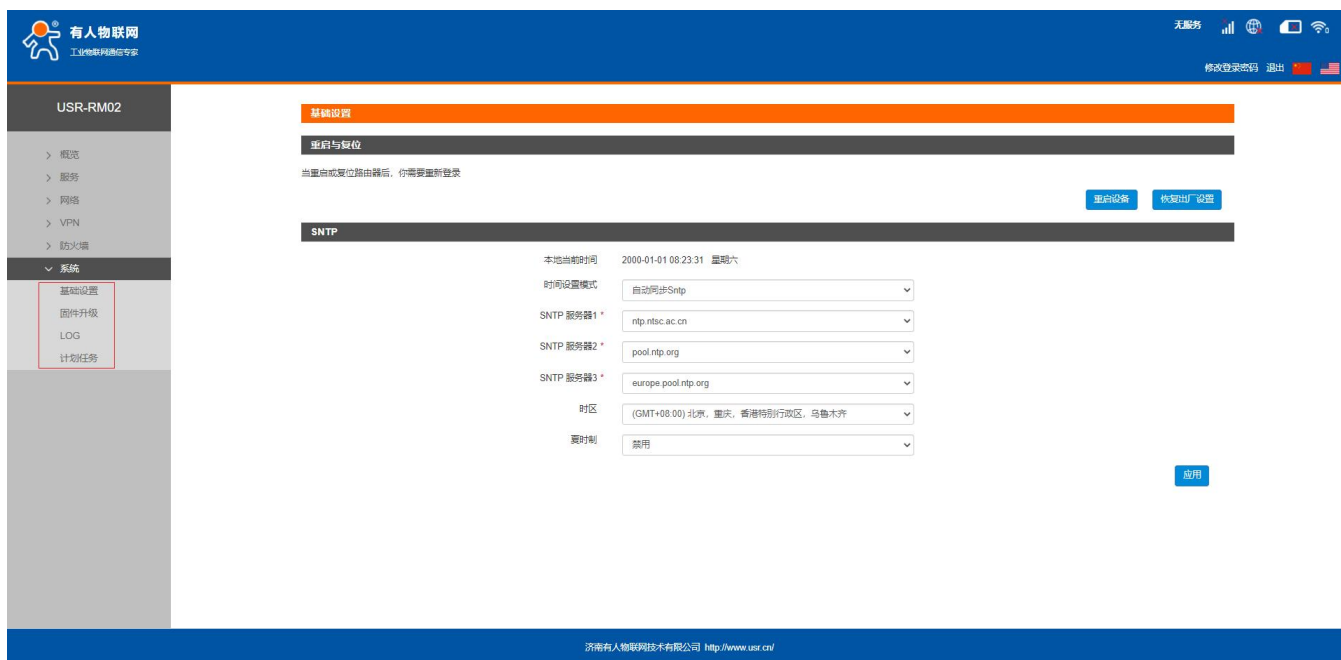 有人物联网
®
工业物联网通信专家
无服务
修改登录密码 退出
USR-RM02
概览
服务
网络
VPN
防火墙
系统
基础设置
固件升级
LOG
计划任务
基础设置
重启与复位
当重启或复位路由器后，你需要重新登录
重启设备 恢复出厂设置
SNTP
本地当前时间 2000-01-01 08:23:31 星期六
时间设置模式 自动同步Sntp
SNTP 服务器1 * ntp.ntsc.ac.cn
SNTP 服务器2 * pool.ntp.org
SNTP 服务器3 * europe.pool.ntp.org
时区 (GMT+08:00) 北京，重庆，香港特别行政区，乌鲁木齐
夏时制 禁用
应用
济南有人物联网技术有限公司 http://www.usr.cn/